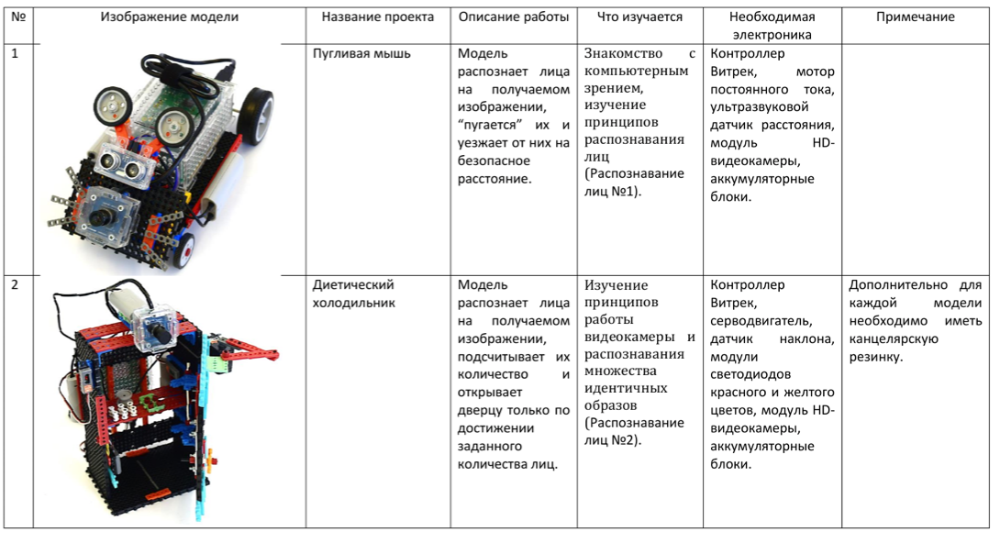 №
Изображение модели
Название проекта
Описание работы
Что изучается
Необходимая
электроника
Примечание
1
Пугливая мышь
Модель
распознает лица
на получаемом
изображении,
“пугается” их и
уезжает от них на
безопасное
расстояние.
Знакомство с
компьютерным
зрением,
изучение
принципов
распознавания
лиц
(Распознавание
лиц №1).
Контроллер
Витрек, мотор
постоянного тока,
ультразвуковой
датчик расстояния,
модуль HD-
видеокамеры,
аккумуляторные
блоки.
2
Диетический
холодильник
Модель
распознает лица
на получаемом
изображении,
подсчитывает их
количество и
открывает
дверцу только по
достижении
заданного
количества лиц.
Изучение
принципов
работы
видеокамеры и
распознавания
множества
идентичных
образов
(Распознавание
лиц №2).
Контроллер
Витрек,
серводвигатель,
датчик наклона,
модули
светодиодов
красного и желтого
цветов, модуль HD-
видеокамеры,
аккумуляторные
блоки.
Дополнительно для
каждой модели
необходимо иметь
канцелярскую
резинку.